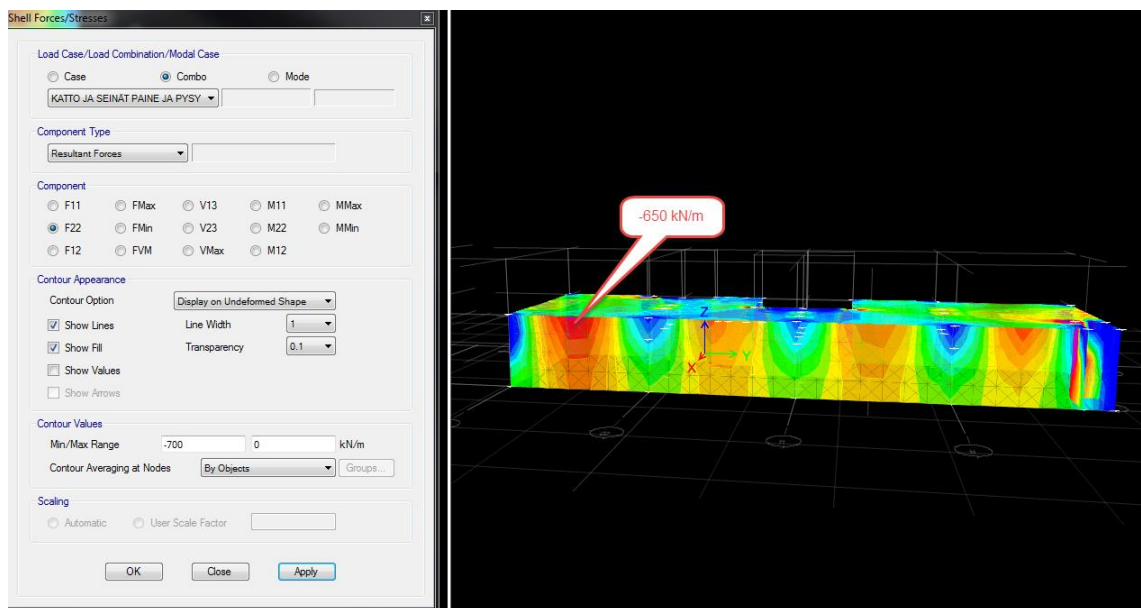 Shell Forces/Stresses
x
Load Case/Load Combination/Modal Case
Case Combo Mode
KATTO JA SEINÄT PAINE JA PYSY
Component Type
Resultant Forces
Component
F11 FMax V13 M11 MMax
F22 FMin V23 M22 MMin
F12 FVM VMax M12
Contour Appearance
Contour Option Display on Undeformed Shape
Show Lines Line Width 1
Show Fill Transparency 0.1
Show Values
Show Arrows
Contour Values
Min/Max Range -700 0 kN/m
Contour Averaging at Nodes By Objects Groups...
Scaling
Automatic User Scale Factor
OK Close Apply
-650 kN/m
Z
X
Y